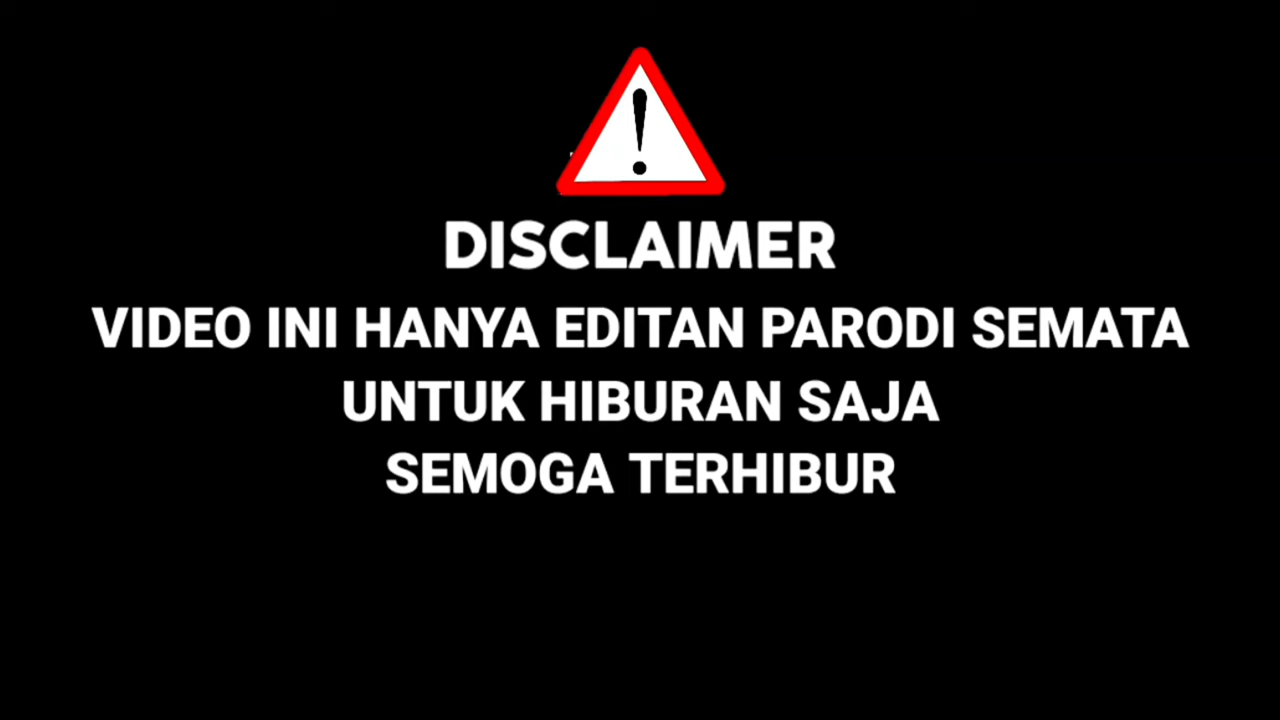 DISCLAIMER
VIDEO INI HANYA EDITAN PARODI SEMATA
UNTUK HIBURAN SAJA
SEMOGA TERHIBUR